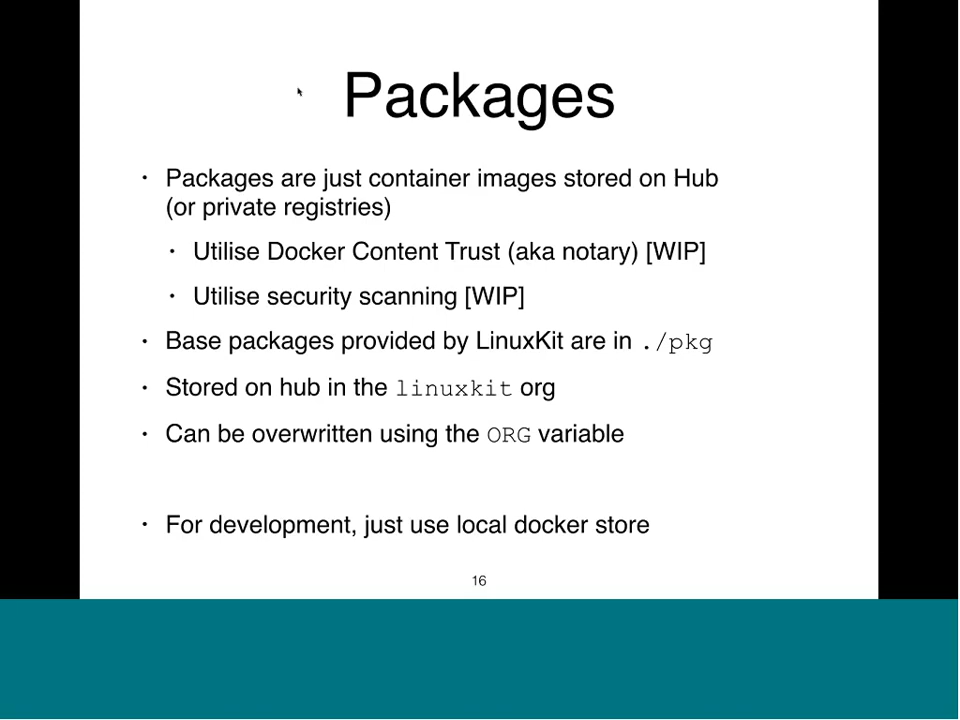 Packages
• Packages are just container images stored on Hub
(or private registries)
• Utilise Docker Content Trust (aka notary) [WIP]
• Utilise security scanning [WIP]
• Base packages provided by LinuxKit are in ./pkg
• Stored on hub in the linuxkit org
• Can be overwritten using the ORG variable
• For development, just use local docker store
16